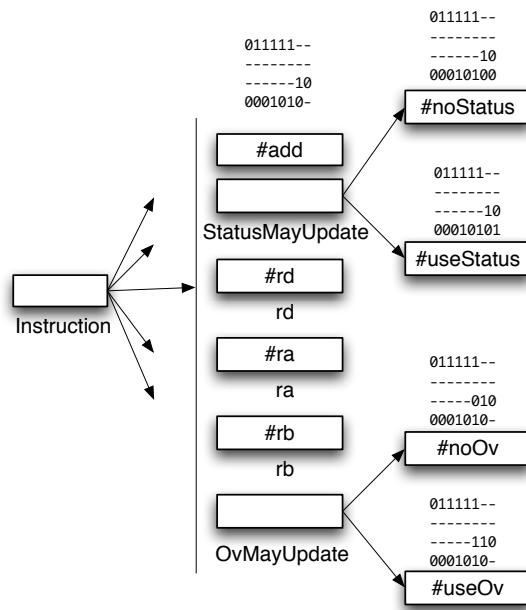 011111--
--------
------10
0001010-
#add
StatusMayUpdate
#rd
rd
#ra
ra
#rb
rb
OvMayUpdate
Instruction
011111--
--------
------10
00010100
#noStatus
011111--
--------
------10
00010101
#useStatus
011111--
--------
-----010
0001010-
#noOv
011111--
--------
-----110
0001010-
#useOv